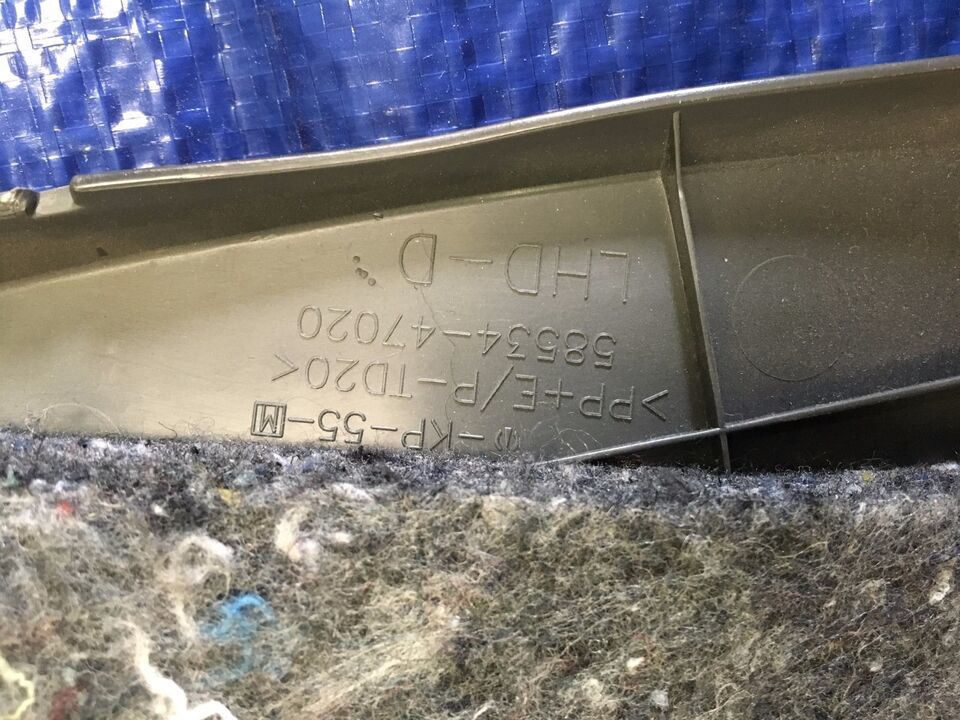 -KP-55-M
>PP+E/P-TD20<
58534-47020
LHD-D